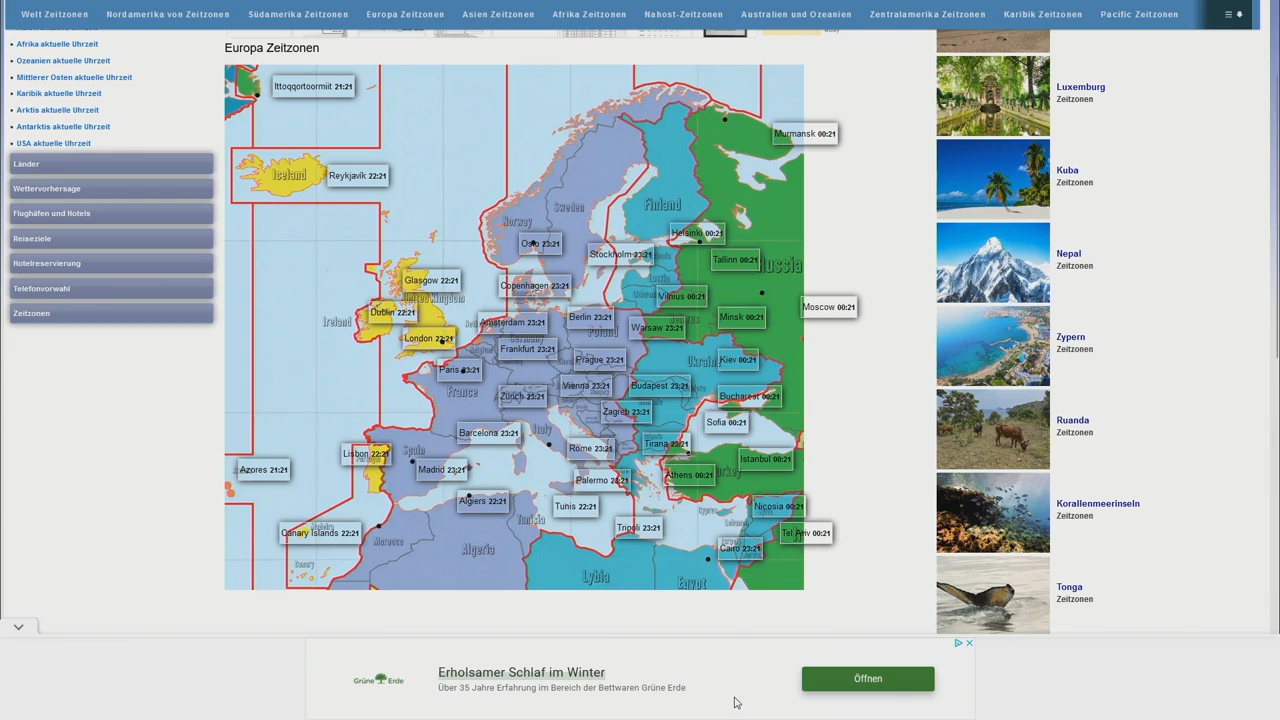 Welt Zeitzonen
Nordamerika von Zeitzonen
Südamerika Zeitzonen
Europa Zeitzonen
Asien Zeitzonen
Afrika Zeitzonen
Nahost-Zeitzonen
Australien und Ozeanien
Zentralamerika Zeitzonen
Karibik Zeitzonen
Pacific Zeitzonen
Afrika aktuelle Uhrzeit
Ozeanien aktuelle Uhrzeit
Mittlerer Osten aktuelle Uhrzeit
Karibik aktuelle Uhrzeit
Arktis aktuelle Uhrzeit
Antarktis aktuelle Uhrzeit
USA aktuelle Uhrzeit
Länder
Wettervorhersage
Flughäfen und Hotels
Reiseziele
Hotelreservierung
Telefonvorwahl
Zeitzonen
Europa Zeitzonen
Ittoqqortoormiit 21:21
Murmansk 00:21
Iceland
Reykjavik 22:21
Norway
Sweden
Finland
Oslo 23:21
Helsinki 00:21
Stockholm 23:21
Tallinn 00:21
Russia
Glasgow 22:21
Copenhagen 23:21
United Kingdom
Vilnius 00:21
Moscow 00:21
Dublin 22:21
Ireland
Amsterdam 23:21
Berlin 23:21
Minsk 00:21
Warsaw 23:21
Poland
London 22:21
Frankfurt 23:21
Prague 23:21
Ukraine
Kiev 00:21
Paris 23:21
France
Vienna 23:21
Budapest 23:21
Zurich 23:21
Bucharest 00:21
Zagreb 23:21
Sofia 00:21
Barcelona 23:21
Italy
Spain
Rome 23:21
Tirana 23:21
Lisbon 22:21
Istanbul 00:21
Azores 21:21
Madrid 23:21
Athens 00:21
Turkey
Palermo 23:21
Algiers 22:21
Tunis 22:21
Nicosia 00:21
Cyprus
Tunisia
Tripoli 23:21
Canary Islands 22:21
Madeira
Morocco
Tel Aviv 00:21
Algeria
Cairo 23:21
Canary
Lybia
Egypt
Luxemburg
Zeitzonen
Kuba
Zeitzonen
Nepal
Zeitzonen
Zypern
Zeitzonen
Ruanda
Zeitzonen
Korallenmeerinseln
Zeitzonen
Tonga
Zeitzonen
Grüne Erde
Erholsamer Schlaf im Winter
Über 35 Jahre Erfahrung im Bereich der Bettwaren Grüne Erde
Öffnen